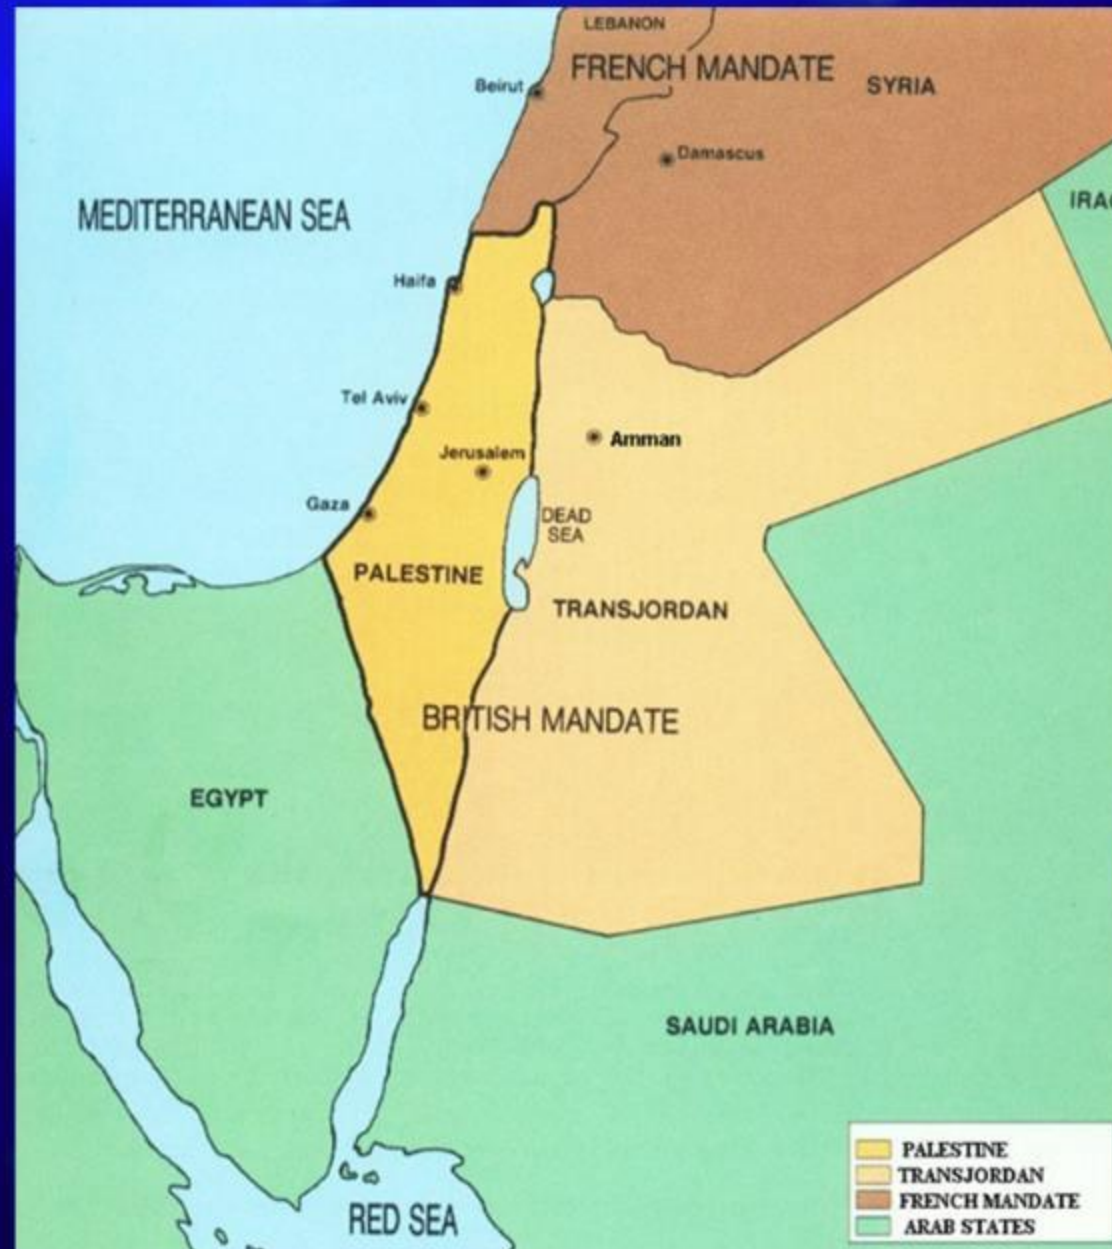 LEBANON
FRENCH MANDATE
SYRIA
Beirut
Damascus
MEDITERRANEAN SEA
IRA
Haifa
Tel Aviv
Amman
Jerusalem
Gaza
DEAD
SEA
PALESTINE
TRANSJORDAN
BRITISH MANDATE
EGYPT
SAUDI ARABIA
RED SEA
PALESTINE
TRANSJORDAN
FRENCH MANDATE
ARAB STATES